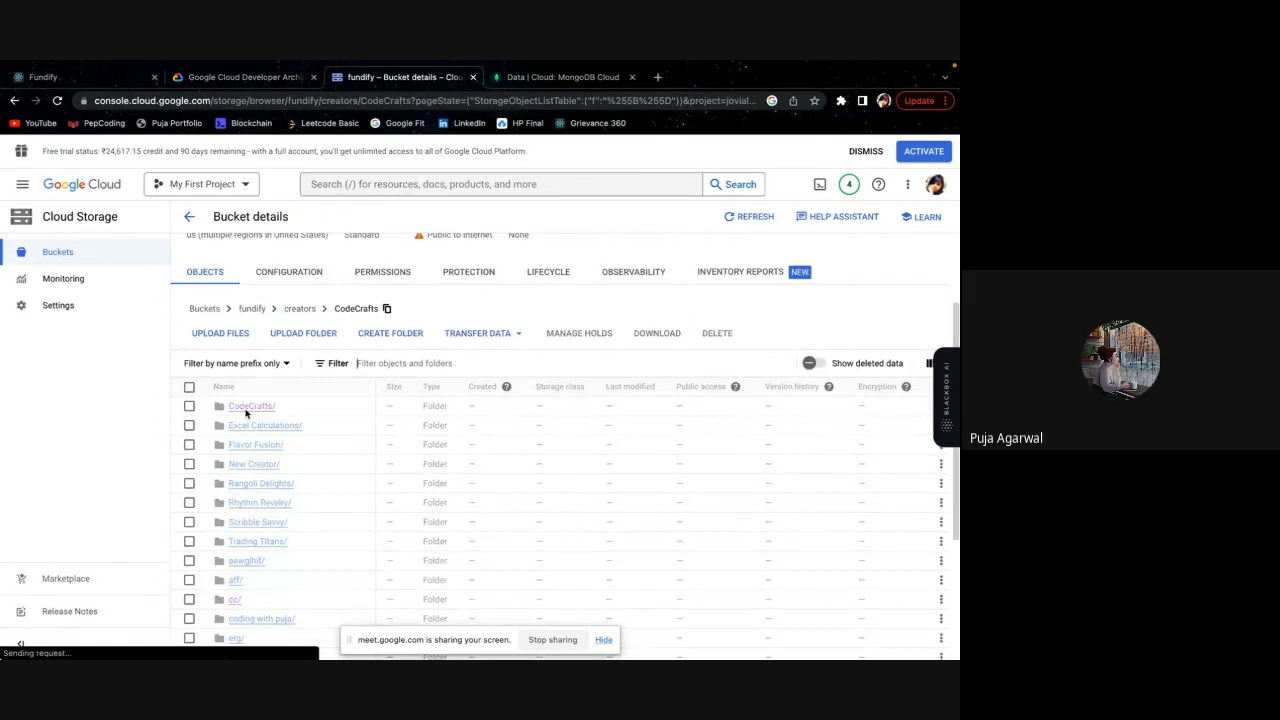 Fundify
Google Cloud Developer Archi
fundify – Bucket details – Clou
Data | Cloud: MongoDB Cloud
console.cloud.google.com/storage/browser/fundify/creators/CodeCrafts?pageState=("StorageObjectListTable":("f":"%255B%255D"))&project=jovial...
Update
YouTube
PepCoding
Puja Portfolio
Blockchain
Leetcode Basic
Google Fit
LinkedIn
HP Final
Grievance 360
Free trial status: ₹24,617.15 credit and 90 days remaining - with a full account, you'll get unlimited access to all of Google Cloud Platform.
DISMISS
ACTIVATE
Google Cloud
My First Project
Search (/) for resources, docs, products, and more
Search
4
Cloud Storage
Bucket details
REFRESH
HELP ASSISTANT
LEARN
us (multiple regions in United States)
Standard
Public to internet
None
Buckets
Monitoring
Settings
OBJECTS
CONFIGURATION
PERMISSIONS
PROTECTION
LIFECYCLE
OBSERVABILITY
INVENTORY REPORTS
NEW
Buckets > fundify > creators > CodeCrafts
UPLOAD FILES
UPLOAD FOLDER
CREATE FOLDER
TRANSFER DATA
MANAGE HOLDS
DOWNLOAD
DELETE
Filter by name prefix only
Filter
Filter objects and folders
Show deleted data
BLACKBOX AI
Name
Size
Type
Created
Storage class
Last modified
Public access
Version history
Encryption
CodeCrafts/ — Folder — — — — — —
Excel Calculations/ — Folder — — — — — —
Flavor Fusion/ — Folder — — — — — —
New Creator/ — Folder — — — — — —
Rangoli Delights/ — Folder — — — — — —
Rhythm Revelry/ — Folder — — — — — —
Scribble Savvy/ — Folder — — — — — —
Trading Titans/ — Folder — — — — — —
aewglhif/ — Folder — — — — — —
aff/ — Folder — — — — — —
cc/ — Folder — — — — — —
coding with puja/ — Folder — — — — — —
erg/
Marketplace
Release Notes
meet.google.com is sharing your screen.
Stop sharing
Hide
Sending request...
Puja Agarwal